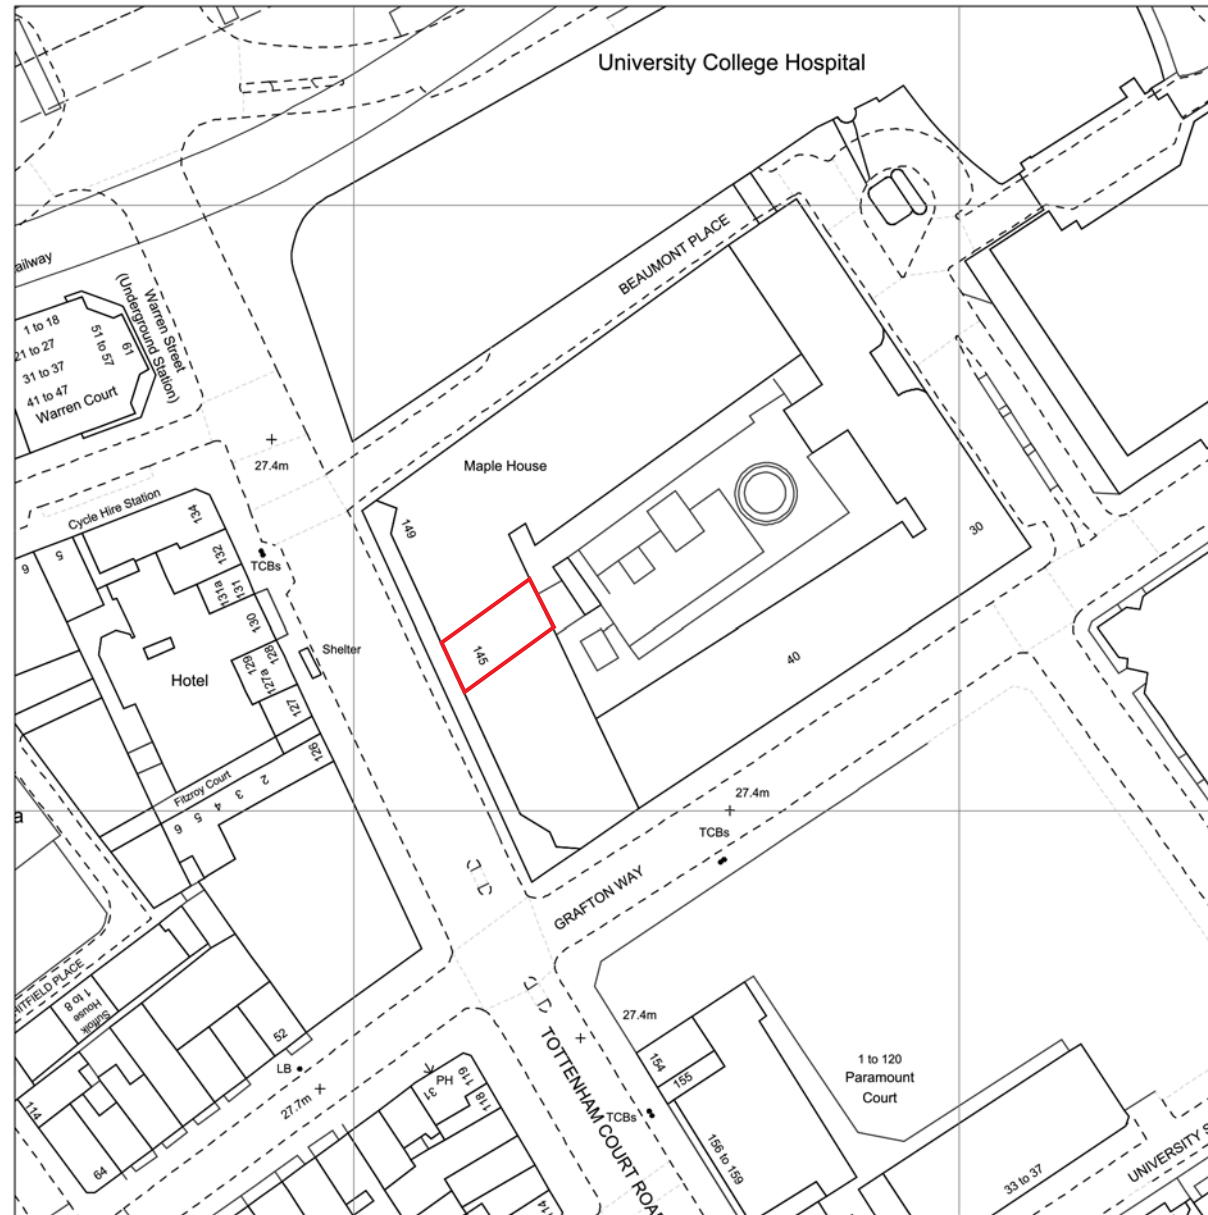 University College Hospital
BEAUMONT PLACE
ailway
Warren Street
(Underground Station)
1 to 18
21 to 27
31 to 37
41 to 47
51 to 57
61
Warren Court
27.4m
Maple House
149
Cycle Hire Station
134
5
6
132
TCBs
131
131a
130
30
Shelter
128
129
127a
127
145
Hotel
40
126
Fitzroy Court
2
3
4
5
6
27.4m
TCBs
a
GRAFTON WAY
HITFIELD PLACE
1 to 8
Suffolk
House
52
LB
27.7m
114
64
PH
31
119
118
114
27.4m
TOTTENHAM COURT ROA
154
155
TCBs
156 to 159
1 to 120
Paramount
Court
33 to 37
UNIVERSITY S